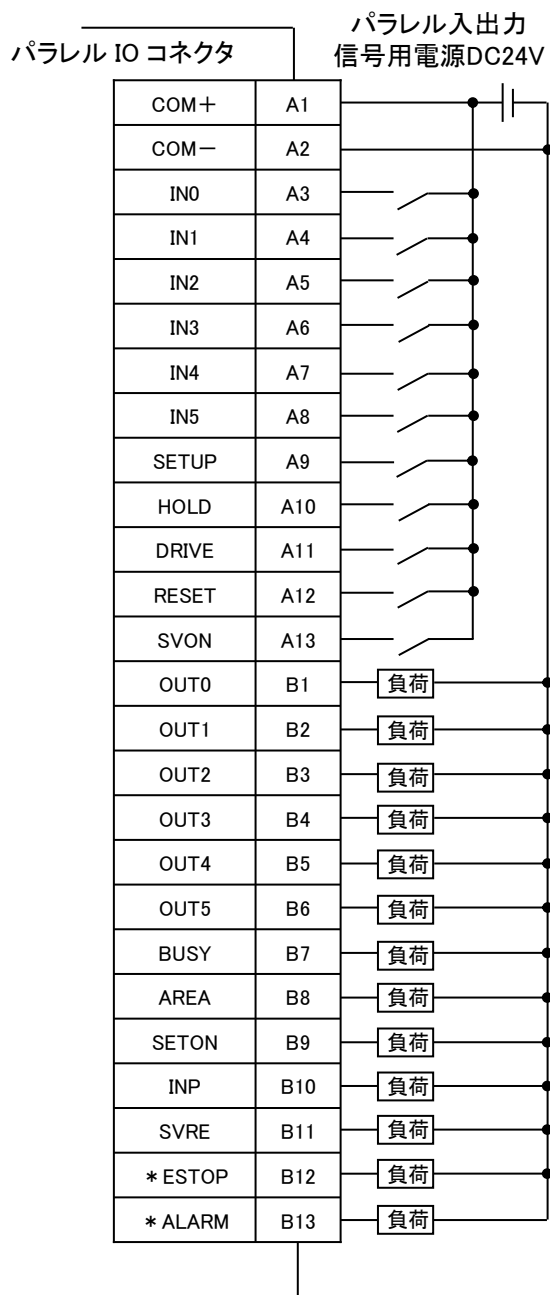 パラレル IO コネクタ
パラレル入出力
信号用電源DC24V
COM＋ A1
COM－ A2
IN0 A3
IN1 A4
IN2 A5
IN3 A6
IN4 A7
IN5 A8
SETUP A9
HOLD A10
DRIVE A11
RESET A12
SVON A13
OUT0 B1 負荷
OUT1 B2 負荷
OUT2 B3 負荷
OUT3 B4 負荷
OUT4 B5 負荷
OUT5 B6 負荷
BUSY B7 負荷
AREA B8 負荷
SETON B9 負荷
INP B10 負荷
SVRE B11 負荷
＊ESTOP B12 負荷
＊ALARM B13 負荷